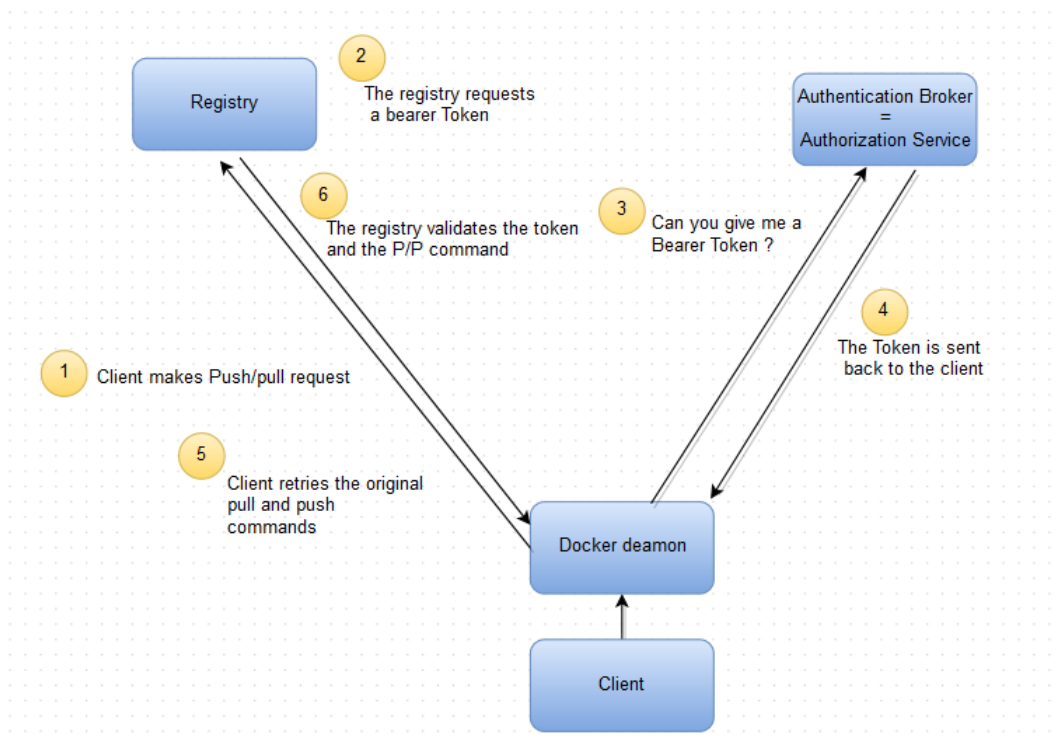 2
Registry
The registry requests
a bearer Token
Authentication Broker
=
Authorization Service
6
The registry validates the token
and the P/P command
3
Can you give me a
Bearer Token ?
4
The Token is sent
back to the client
1
Client makes Push/pull request
5
Client retries the original
pull and push
commands
Docker deamon
Client